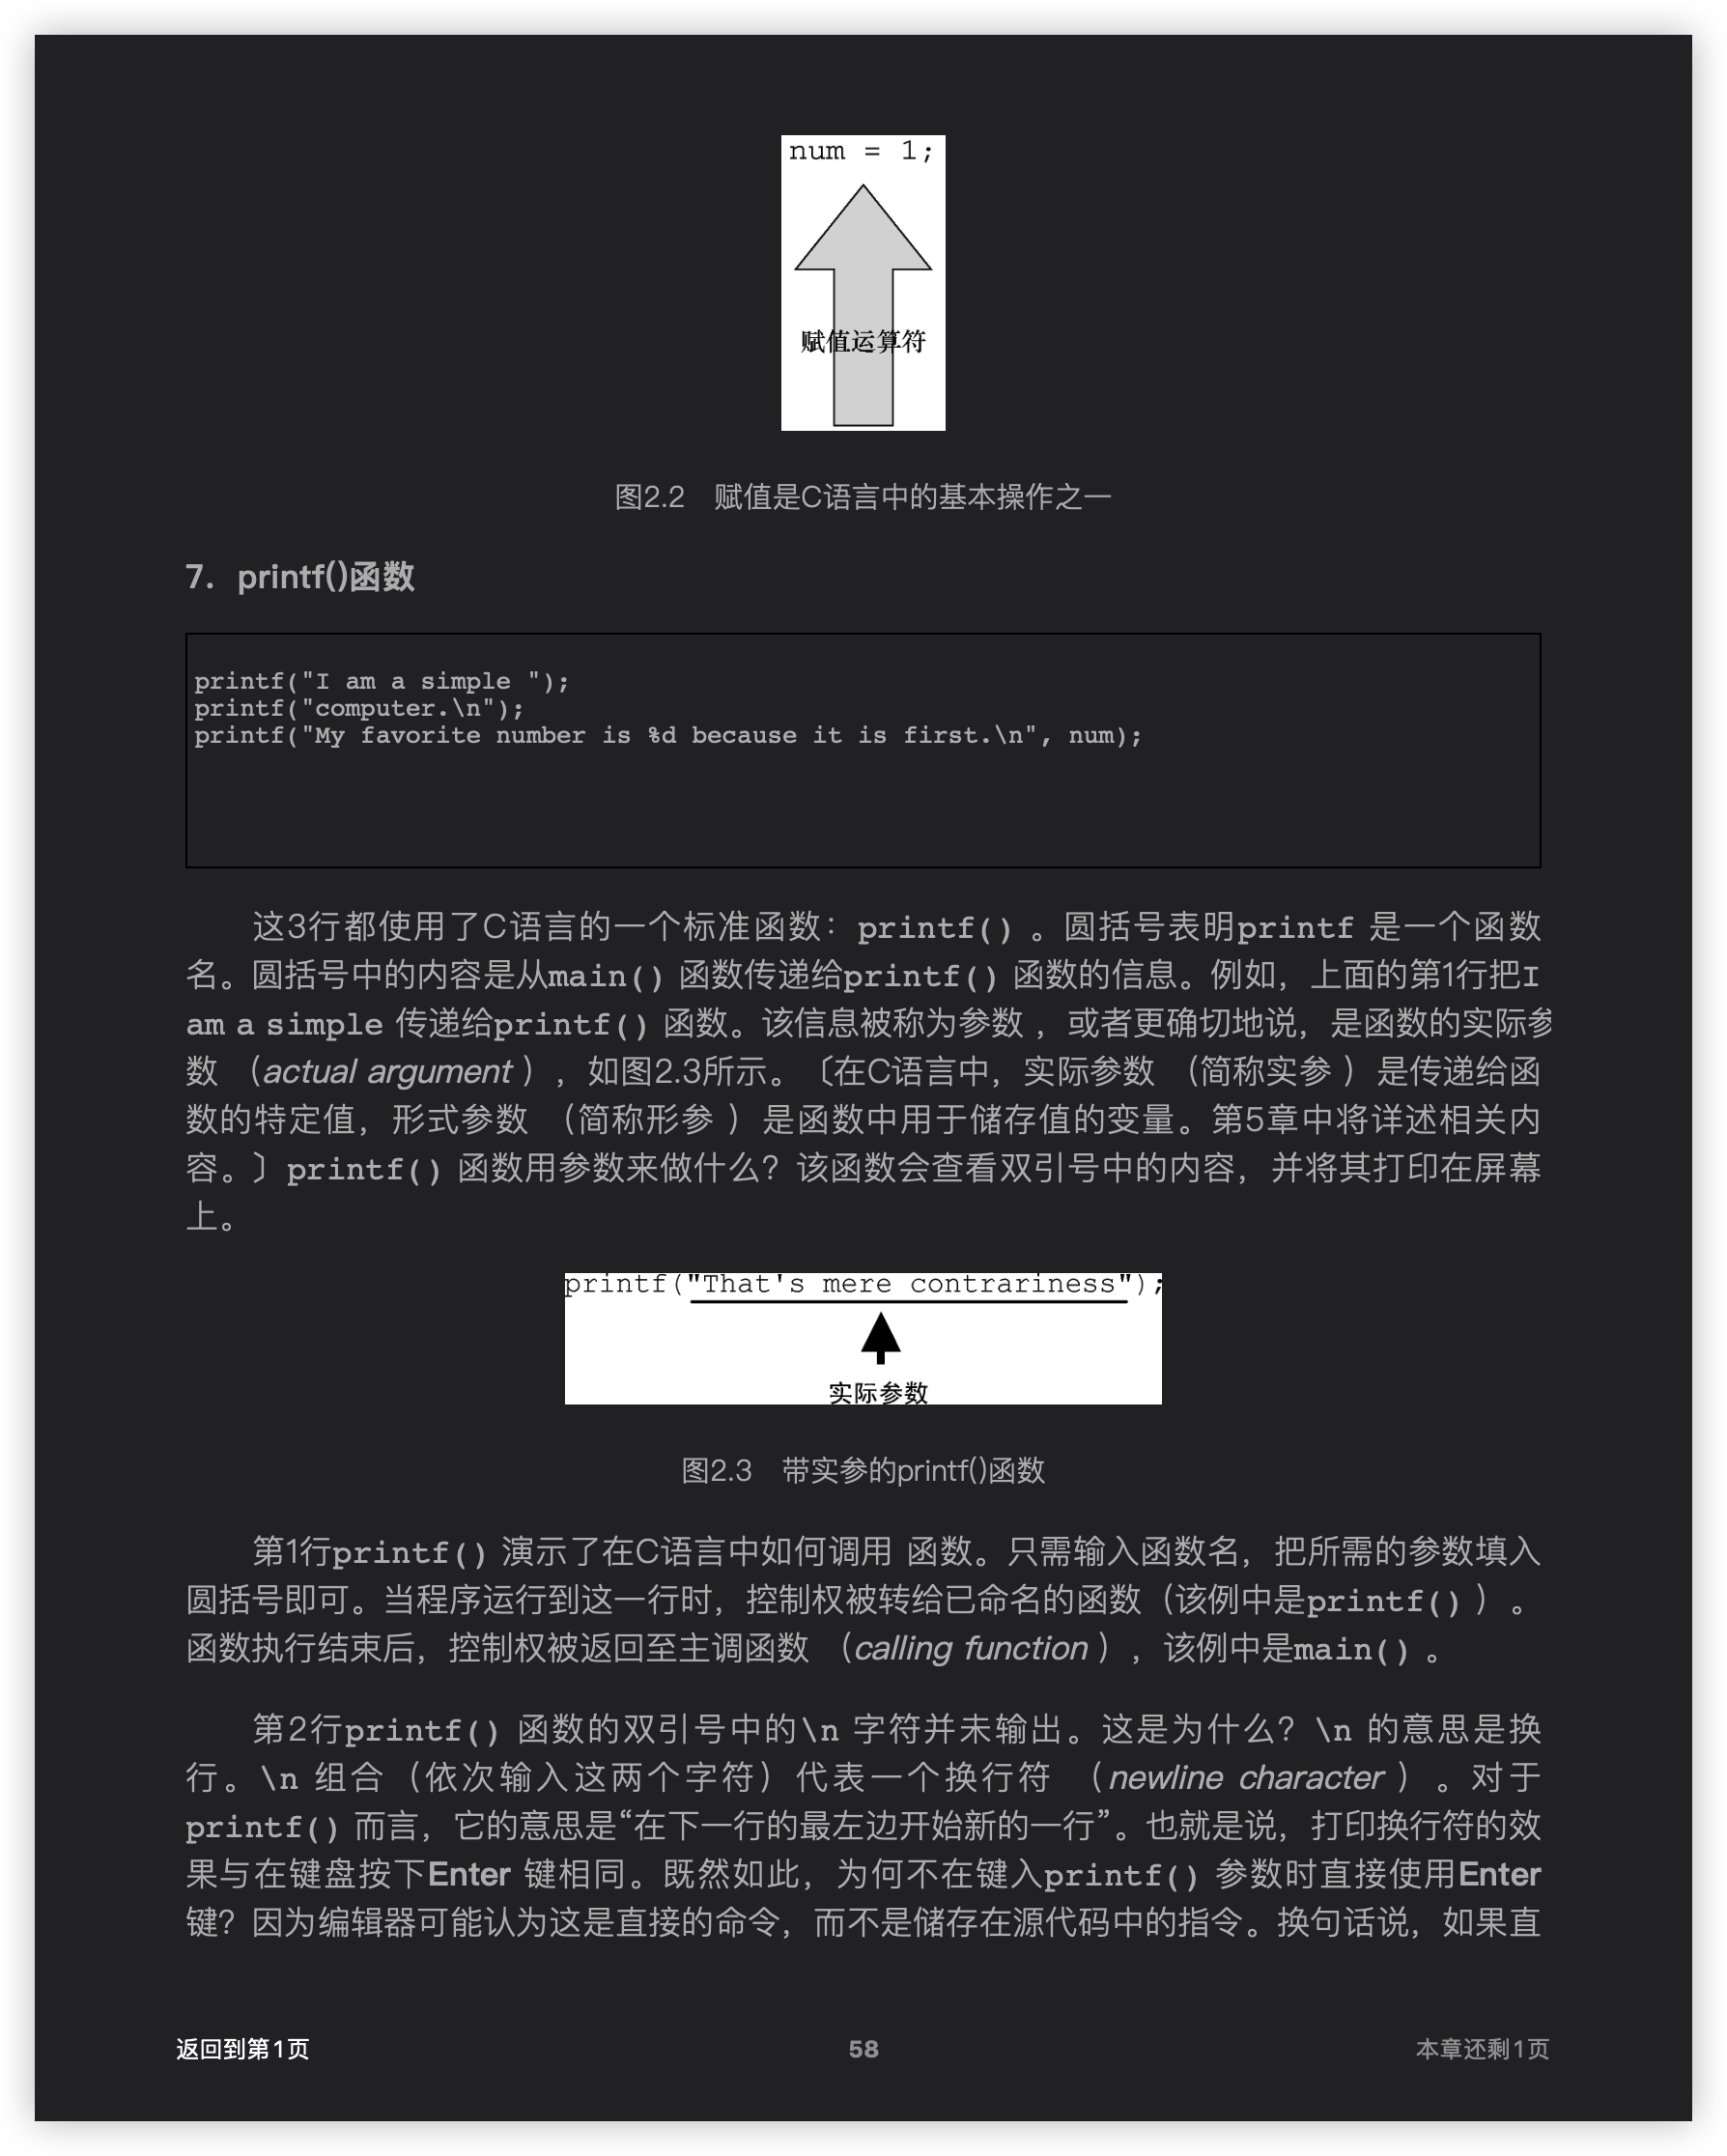 num = 1;
赋值运算符
图2.2 赋值是C语言中的基本操作之一
7. printf()函数
printf("I am a simple ");
printf("computer.\n");
printf("My favorite number is %d because it is first.\n", num);
这3行都使用了C语言的一个标准函数：printf() 。圆括号表明printf 是一个函数
名。圆括号中的内容是从main() 函数传递给printf() 函数的信息。例如，上面的第1行把I
am a simple 传递给printf() 函数。该信息被称为参数 ，或者更确切地说，是函数的实际参
数 （actual argument ），如图2.3所示。〔在C语言中，实际参数 （简称实参 ）是传递给函
数的特定值，形式参数 （简称形参 ）是函数中用于储存值的变量。第5章中将详述相关内
容。〕printf() 函数用参数来做什么？该函数会查看双引号中的内容，并将其打印在屏幕
上。
printf("That's mere contrariness");
实际参数
图2.3 带实参的printf()函数
第1行printf() 演示了在C语言中如何调用 函数。只需输入函数名，把所需的参数填入
圆括号即可。当程序运行到这一行时，控制权被转给已命名的函数（该例中是printf() ）。
函数执行结束后，控制权被返回至主调函数 （calling function ），该例中是main() 。
第2行printf() 函数的双引号中的\n 字符并未输出。这是为什么？\n 的意思是换
行。\n 组合（依次输入这两个字符）代表一个换行符 （newline character ）。对于
printf() 而言，它的意思是“在下一行的最左边开始新的一行”。也就是说，打印换行符的效
果与在键盘按下Enter 键相同。既然如此，为何不在键入printf() 参数时直接使用Enter
键？因为编辑器可能认为这是直接的命令，而不是储存在源代码中的指令。换句话说，如果直
返回到第1页
58
本章还剩1页